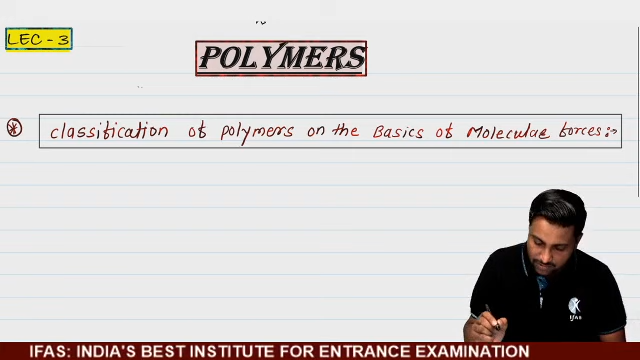 LEC - 3
POLYMERS
classification of polymers on the Basics of Moleculae forces :-
iFAS
IFAS: INDIA'S BEST INSTITUTE FOR ENTRANCE EXAMINATION